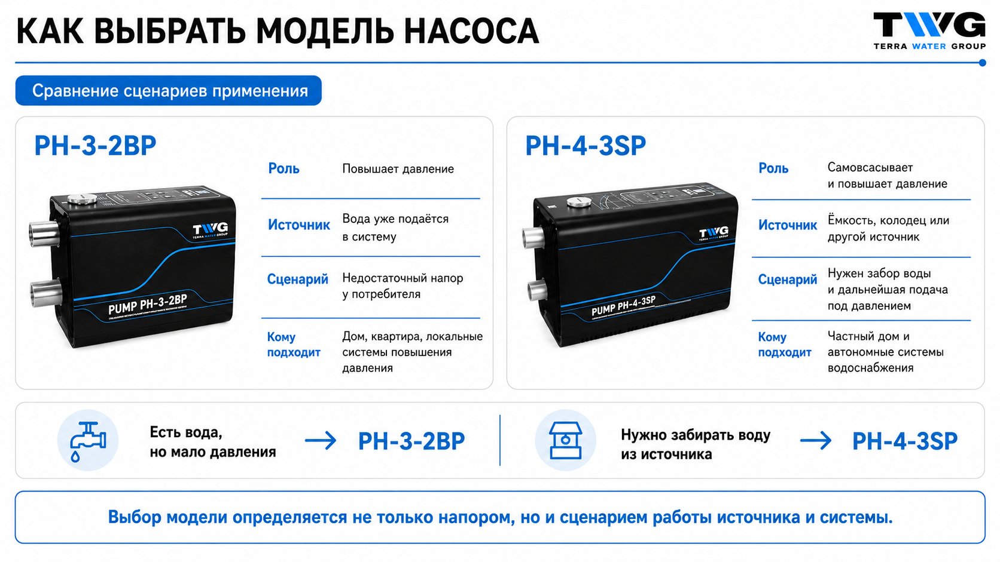 КАК ВЫБРАТЬ МОДЕЛЬ НАСОСА
TWG
TERRA WATER GROUP
Сравнение сценариев применения
PH-3-2BP
Роль
Повышает давление
Источник
Вода уже подаётся
в систему
Сценарий
Недостаточный напор
у потребителя
Кому
подходит
Дом, квартира, локальные
системы повышения
давления
TWG
TERRA WATER GROUP
PUMP PH-3-2BP
PH-4-3SP
Роль
Самовсасывает
и повышает давление
Источник
Ёмкость, колодец или
другой источник
Сценарий
Нужен забор воды
и дальнейшая подача
под давлением
Кому
подходит
Частный дом и
автономные системы
водоснабжения
TWG
TERRA WATER GROUP
PUMP PH-4-3SP
Есть вода,
но мало давления
PH-3-2BP
Нужно забирать воду
из источника
PH-4-3SP
Выбор модели определяется не только напором, но и сценарием работы источника и системы.